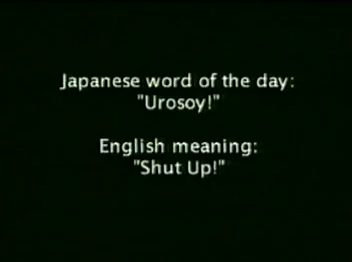 Japanese word of the day:
"Urosoy!"
English meaning:
"Shut Up!"